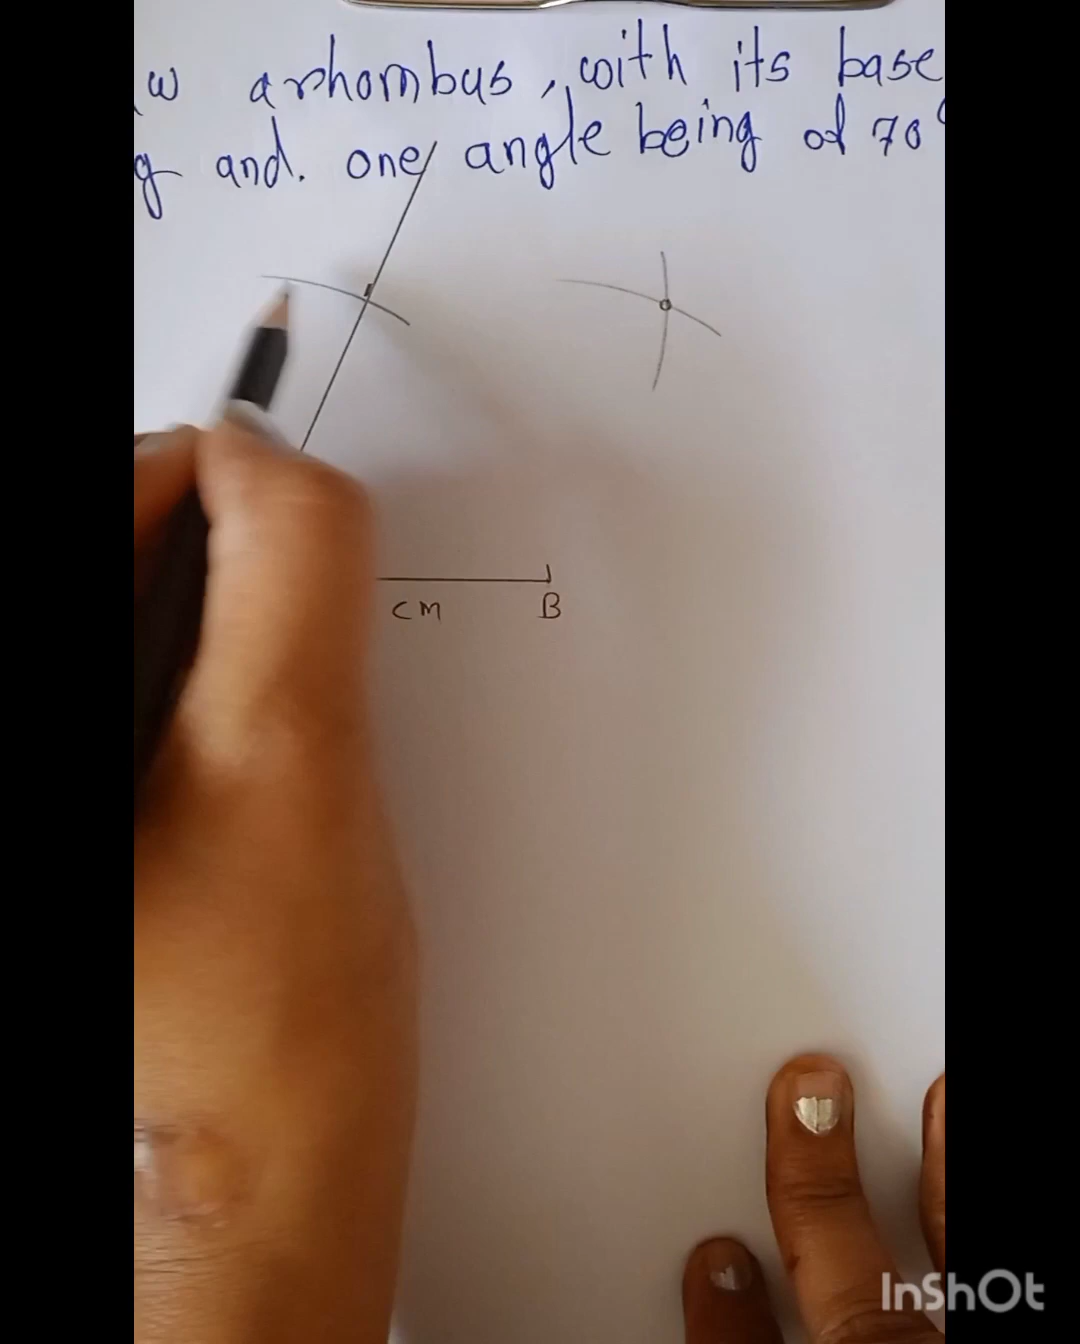 w a rhombus, with its base
g and. one angle being of 70°
cm B
InShOt